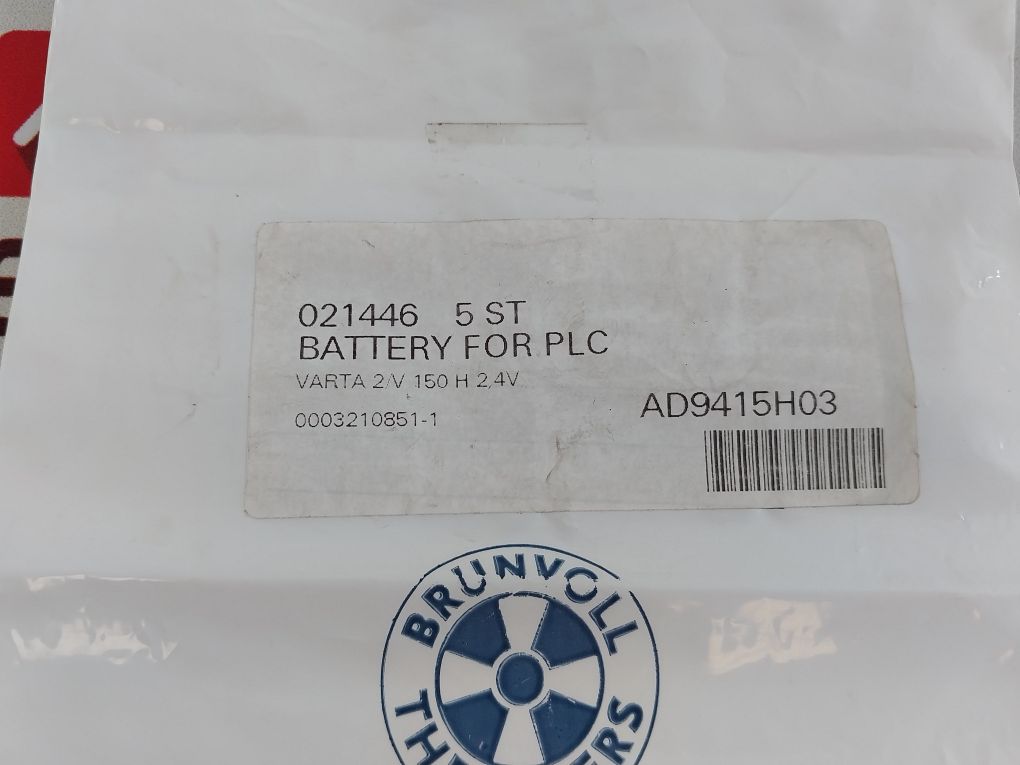 021446 5 ST
BATTERY FOR PLC
VARTA 2/V 150 H 2,4V
0003210851-1
AD9415H03
BRUNVOLL